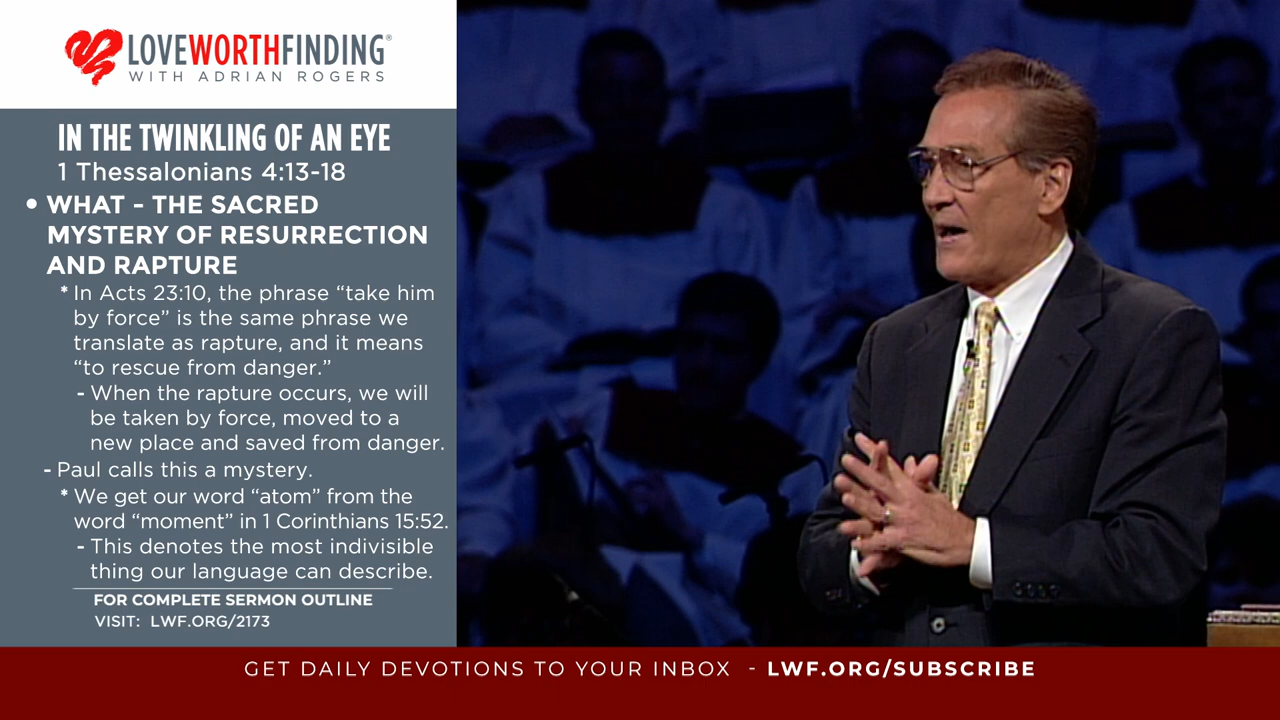 LOVEWORTHFINDING®
WITH ADRIAN ROGERS
IN THE TWINKLING OF AN EYE
1 Thessalonians 4:13-18
• WHAT - THE SACRED
MYSTERY OF RESURRECTION
AND RAPTURE
* In Acts 23:10, the phrase “take him
by force” is the same phrase we
translate as rapture, and it means
“to rescue from danger.”
- When the rapture occurs, we will
be taken by force, moved to a
new place and saved from danger.
- Paul calls this a mystery.
* We get our word “atom” from the
word “moment” in 1 Corinthians 15:52.
- This denotes the most indivisible
thing our language can describe.
FOR COMPLETE SERMON OUTLINE
VISIT: LWF.ORG/2173
GET DAILY DEVOTIONS TO YOUR INBOX - LWF.ORG/SUBSCRIBE